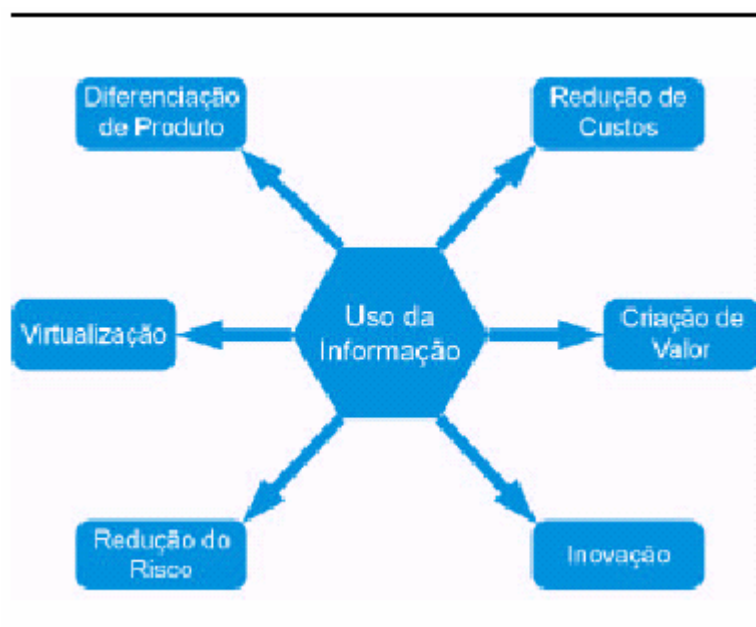 Diferenciação
de Produto
Redução de
Custos
Uso da
Informação
Virtualização
Criação de
Valor
Redução do
Risco
Inovação